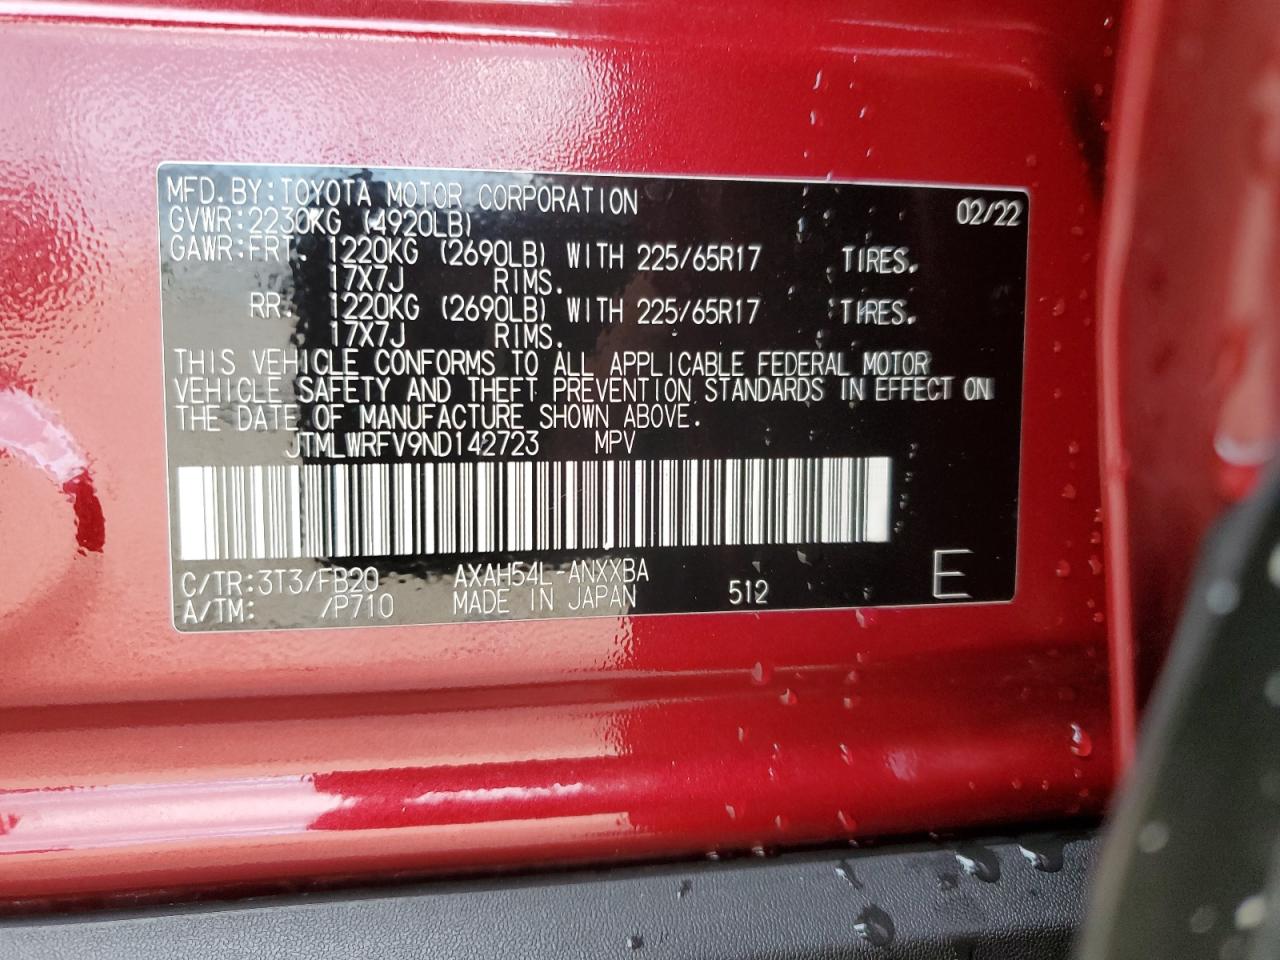 MFD.BY:TOYOTA MOTOR CORPORATION 02/22
GVWR:2230KG (4920LB)
GAWR:FRT. 1220KG (2690LB) WITH 225/65R17 TIRES.
17X7J RIMS.
RR. 1220KG (2690LB) WITH 225/65R17 TIRES.
17X7J RIMS.
THIS VEHICLE CONFORMS TO ALL APPLICABLE FEDERAL MOTOR
VEHICLE SAFETY AND THEFT PREVENTION STANDARDS IN EFFECT ON
THE DATE OF MANUFACTURE SHOWN ABOVE.
JTMLWRFV9ND142723 MPV
C/TR:3T3/FB20 AXAH54L-ANXXBA
A/TM: /P710 MADE IN JAPAN 512 E